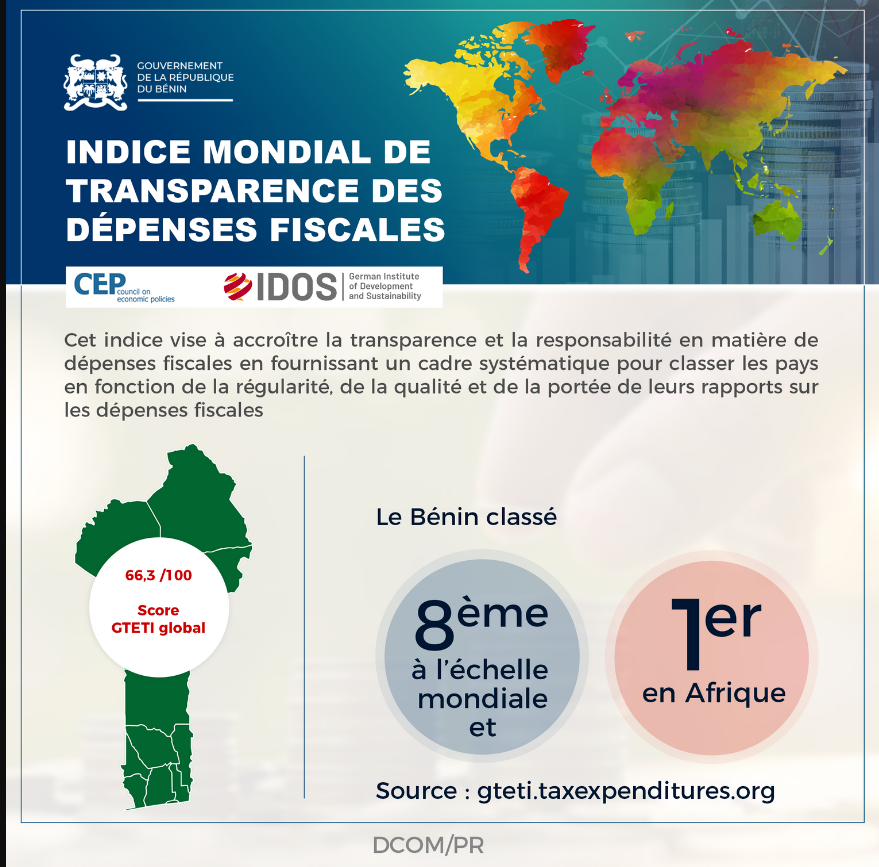 GOUVERNEMENT
DE LA RÉPUBLIQUE
DU BÉNIN
INDICE MONDIAL DE
TRANSPARENCE DES
DÉPENSES FISCALES
CEP council on
economic policies
IDOS German Institute
of Development
and Sustainability
Cet indice vise à accroître la transparence et la responsabilité en matière de
dépenses fiscales en fournissant un cadre systématique pour classer les pays
en fonction de la régularité, de la qualité et de la portée de leurs rapports sur
les dépenses fiscales
66,3 /100
Score
GTETI global
Le Bénin classé
8ème
à l'échelle
mondiale
et
1er
en Afrique
Source : gteti.taxexpenditures.org
DCOM/PR